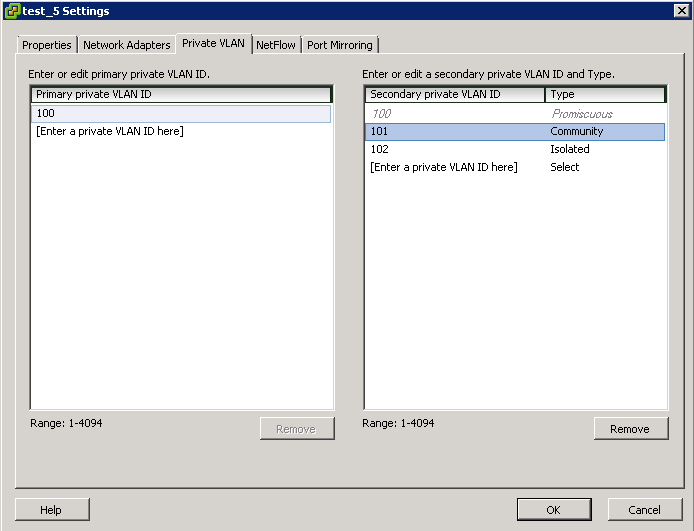 test_5 Settings
Properties Network Adapters Private VLAN NetFlow Port Mirroring
Enter or edit primary private VLAN ID.
Primary private VLAN ID
100
[Enter a private VLAN ID here]
Range: 1-4094
Remove
Enter or edit a secondary private VLAN ID and Type.
Secondary private VLAN ID Type
100 Promiscuous
101 Community
102 Isolated
[Enter a private VLAN ID here] Select
Range: 1-4094
Remove
Help OK Cancel